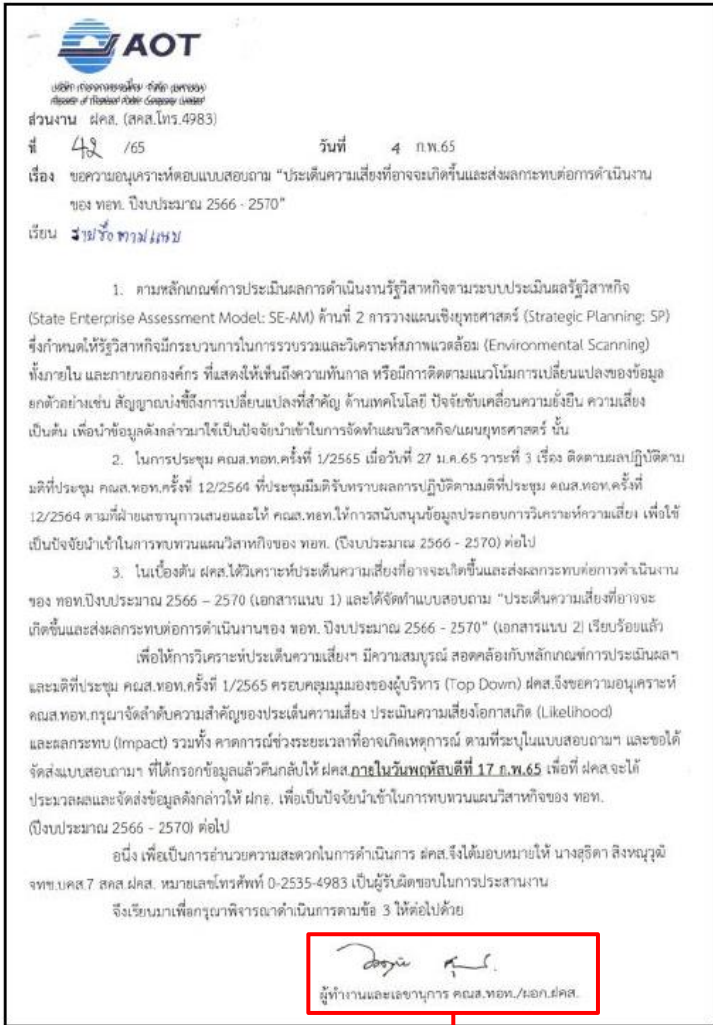 AOT
บริษัท ท่าอากาศยานไทย จำกัด (มหาชน)
Airports of Thailand Public Company Limited
ส่วนงาน ฝคส. (สคส.โทร.4983)
ที่ 42 /65 วันที่ 4 ก.พ.65
เรื่อง ขอความอนุเคราะห์ตอบแบบสอบถาม “ประเด็นความเสี่ยงที่อาจจะเกิดขึ้นและส่งผลกระทบต่อการดำเนินงาน
ของ ทอท. ปีงบประมาณ 2566 - 2570”
เรียน รายชื่อตามแนบ
1. ตามหลักเกณฑ์การประเมินผลการดำเนินงานรัฐวิสาหกิจตามระบบประเมินผลรัฐวิสาหกิจ
(State Enterprise Assessment Model: SE-AM) ด้านที่ 2 การวางแผนเชิงยุทธศาสตร์ (Strategic Planning: SP)
ซึ่งกำหนดให้รัฐวิสาหกิจมีกระบวนการในการรวบรวมและวิเคราะห์สภาพแวดล้อม (Environmental Scanning)
ทั้งภายใน และภายนอกองค์กร ที่แสดงให้เห็นถึงความทันกาล หรือมีการติดตามแนวโน้มการเปลี่ยนแปลงของข้อมูล
ยกตัวอย่างเช่น สัญญาณบ่งชี้ถึงการเปลี่ยนแปลงที่สำคัญ ด้านเทคโนโลยี ปัจจัยขับเคลื่อนความยั่งยืน ความเสี่ยง
เป็นต้น เพื่อนำข้อมูลดังกล่าวมาใช้เป็นปัจจัยนำเข้าในการจัดทำแผนวิสาหกิจ/แผนยุทธศาสตร์ นั้น
2. ในการประชุม คณส.ทอท.ครั้งที่ 1/2565 เมื่อวันที่ 27 ม.ค.65 วาระที่ 3 เรื่อง ติดตามผลปฏิบัติตาม
มติที่ประชุม คณส.ทอท.ครั้งที่ 12/2564 ที่ประชุมมีมติรับทราบผลการปฏิบัติตามมติที่ประชุม คณส.ทอท.ครั้งที่
12/2564 ตามที่ฝ่ายเลขานุการเสนอและให้ คณส.ทอท.ให้การสนับสนุนข้อมูลประกอบการวิเคราะห์ความเสี่ยง เพื่อใช้
เป็นปัจจัยนำเข้าในการทบทวนแผนวิสาหกิจของ ทอท. (ปีงบประมาณ 2566 - 2570) ต่อไป
3. ในเบื้องต้น ฝคส.ได้วิเคราะห์ประเด็นความเสี่ยงที่อาจจะเกิดขึ้นและส่งผลกระทบต่อการดำเนินงาน
ของ ทอท.ปีงบประมาณ 2566 – 2570 (เอกสารแนบ 1) และได้จัดทำแบบสอบถาม “ประเด็นความเสี่ยงที่อาจจะ
เกิดขึ้นและส่งผลกระทบต่อการดำเนินงานของ ทอท. ปีงบประมาณ 2566 - 2570” (เอกสารแนบ 2) เรียบร้อยแล้ว
เพื่อให้การวิเคราะห์ประเด็นความเสี่ยงฯ มีความสมบูรณ์ สอดคล้องกับหลักเกณฑ์การประเมินผลฯ
และมติที่ประชุม คณส.ทอท.ครั้งที่ 1/2565 ครอบคลุมมุมมองของผู้บริหาร (Top Down) ฝคส.จึงขอความอนุเคราะห์
คณส.ทอท.กรุณาจัดลำดับความสำคัญของประเด็นความเสี่ยง ประเมินความเสี่ยงโอกาสเกิด (Likelihood)
และผลกระทบ (Impact) รวมทั้ง คาดการณ์ช่วงระยะเวลาที่อาจเกิดเหตุการณ์ ตามที่ระบุในแบบสอบถามฯ และขอได้
จัดส่งแบบสอบถามฯ ที่ได้กรอกข้อมูลแล้วคืนกลับให้ ฝคส.ภายในวันพฤหัสบดีที่ 17 ก.พ.65 เพื่อที่ ฝคส.จะได้
ประมวลผลและจัดส่งข้อมูลดังกล่าวให้ ฝกอ. เพื่อเป็นปัจจัยนำเข้าในการทบทวนแผนวิสาหกิจของ ทอท.
(ปีงบประมาณ 2566 - 2570) ต่อไป
อนึ่ง เพื่อเป็นการอำนวยความสะดวกในการดำเนินการ ฝคส.จึงได้มอบหมายให้ นางสุธิดา สิงหณุวุฒิ
จทข.บคส.7 สคส.ฝคส. หมายเลขโทรศัพท์ 0-2535-4983 เป็นผู้รับผิดชอบในการประสานงาน
จึงเรียนมาเพื่อกรุณาพิจารณาดำเนินการตามข้อ 3 ให้ต่อไปด้วย
ผู้ทำงานและเลขานุการ คณส.ทอท./ผอก.ฝคส.